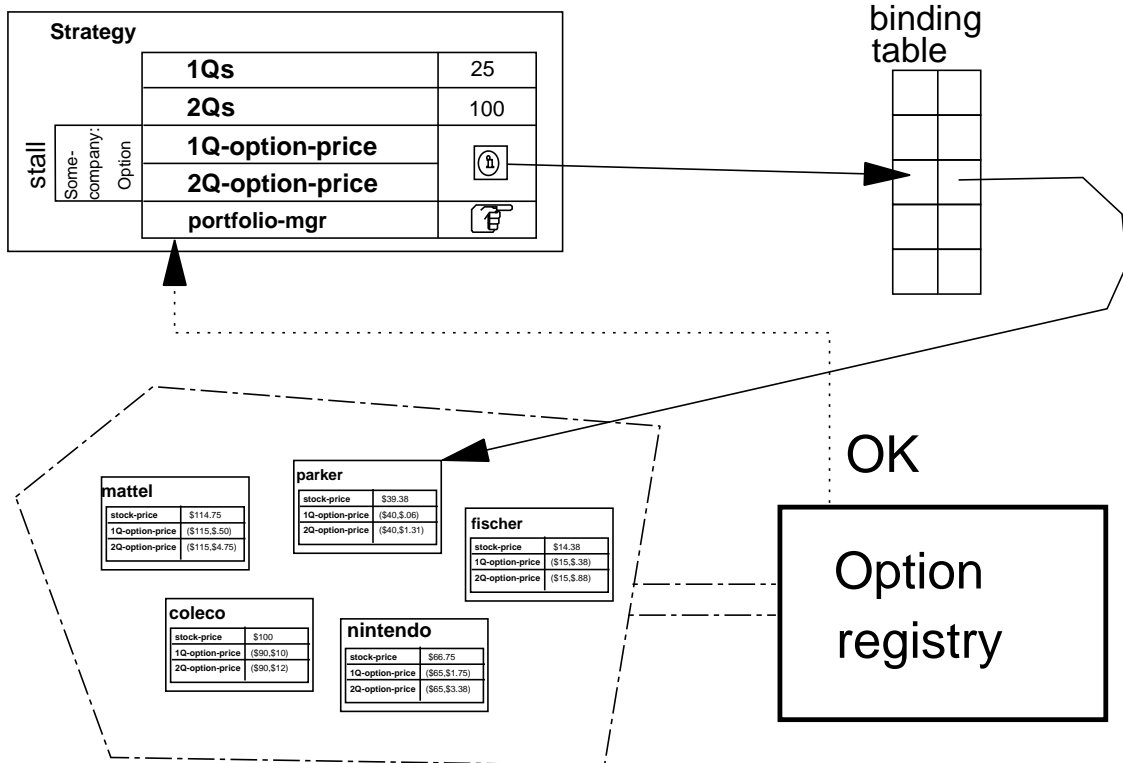 Strategy
1Qs 25
2Qs 100
stall
Some-
company:
Option
1Q-option-price
2Q-option-price
portfolio-mgr
binding
table
mattel
stock-price $114.75
1Q-option-price ($115,$.50)
2Q-option-price ($115,$4.75)
parker
stock-price $39.38
1Q-option-price ($40,$.06)
2Q-option-price ($40,$1.31)
fischer
stock-price $14.38
1Q-option-price ($15,$.38)
2Q-option-price ($15,$.88)
coleco
stock-price $100
1Q-option-price ($90,$10)
2Q-option-price ($90,$12)
nintendo
stock-price $66.75
1Q-option-price ($65,$1.75)
2Q-option-price ($65,$3.38)
OK
Option
registry